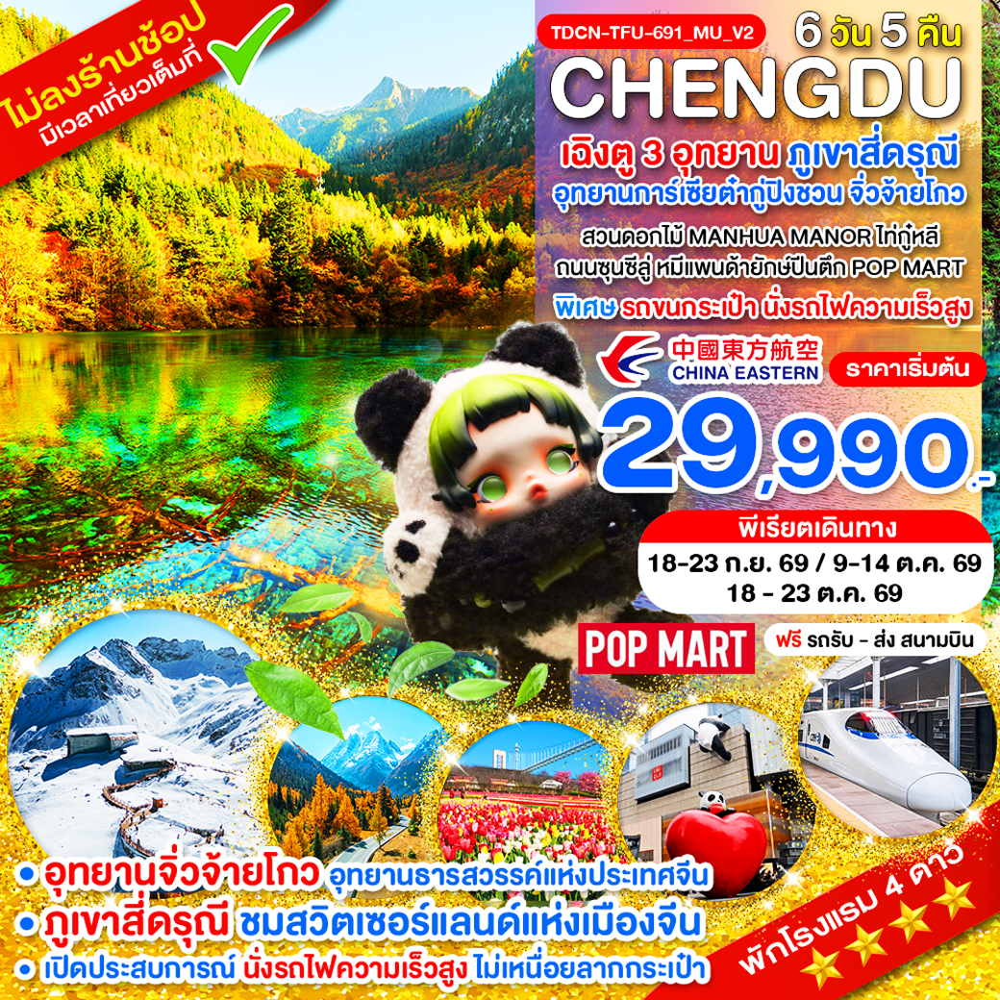 ไม่ลงร้านช้อป
มีเวลาเที่ยวเต็มที่
TDCN-TFU-691_MU_V2
6 วัน 5 คืน
CHENGDU
เฉิงตู 3 อุทยาน ภูเขาสี่ดรุณี
อุทยานการ์เซียต๋ากู่ปิงชวน จิ่วจ้ายโกว
สวนดอกไม้ MANHUA MANOR ไท่กู๋หลี
ถนนชุนซีลู่ หมีแพนด้ายักษ์ปีนตึก POP MART
พิเศษ รถขนกระเป๋า นั่งรถไฟความเร็วสูง
中國東方航空
CHINA EASTERN
ราคาเริ่มต้น
29,990.-
พีเรียตเดินทาง
18-23 ก.ย. 69 / 9-14 ต.ค. 69
18 - 23 ต.ค. 69
POP MART
ฟรี รถรับ - ส่ง สนามบิน
• อุทยานจิ่วจ้ายโกว อุทยานธารสวรรค์แห่งประเทศจีน
• ภูเขาสี่ดรุณี ชมสวิตเซอร์แลนด์แห่งเมืองจีน
• เปิดประสบการณ์ นั่งรถไฟความเร็วสูง ไม่เหนื่อยลากกระเป๋า
พักโรงแรม 4 ดาว